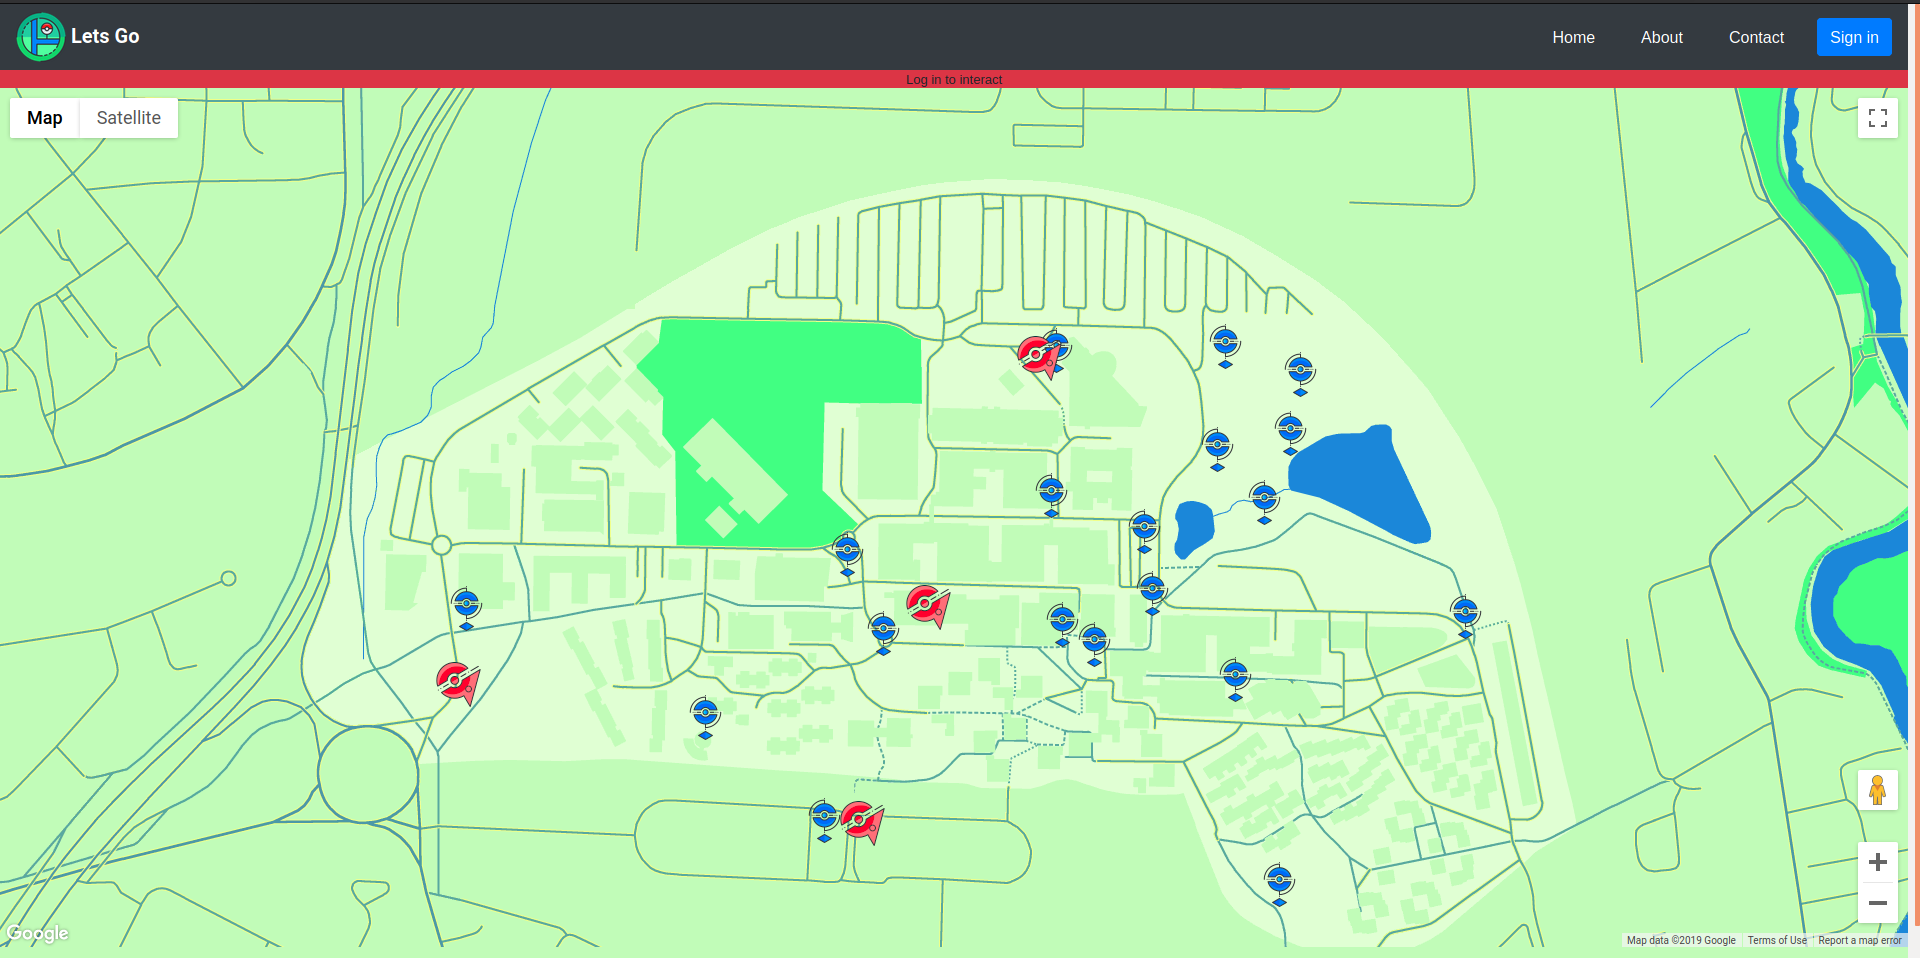 Lets Go
Home
About
Contact
Sign in
Log in to interact
Map
Satellite
Google
Map data ©2019 Google
Terms of Use
Report a map error